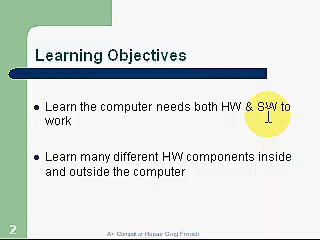 Learning Objectives
Learn the computer needs both HW & SW to
work
Learn many different HW components inside
and outside the computer
2
A+ Computer Repair Greg French